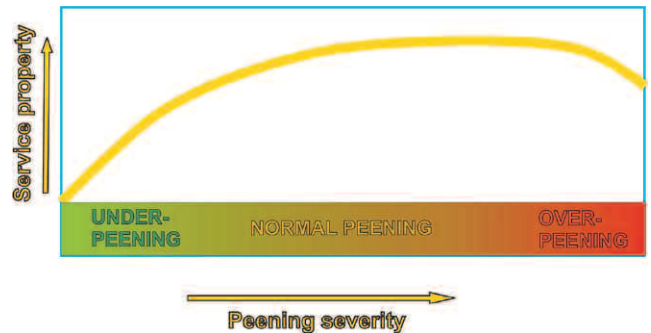 Service property
UNDER-
PEENING
NORMAL PEENING
OVER-
PEENING
Peening severity